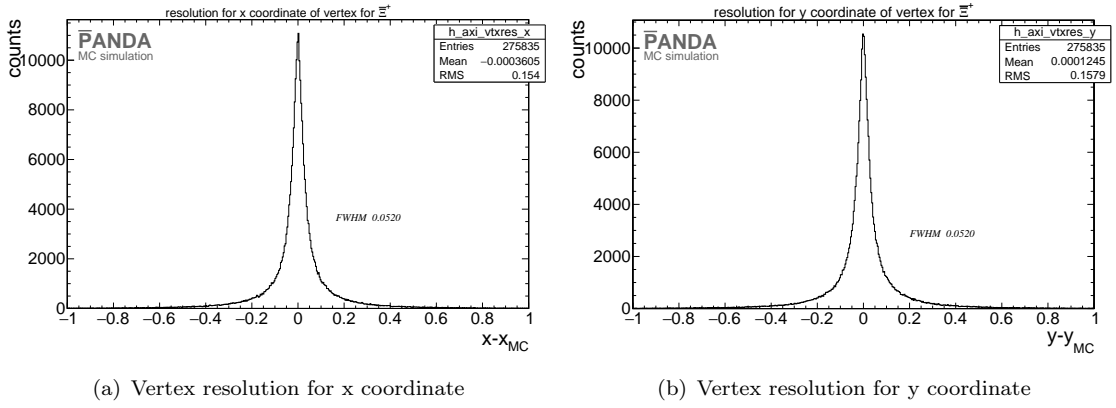 resolution for x coordinate of vertex for Ξ̅⁺
counts
P̅ANDA
MC simulation
h_axi_vtxres_x
Entries 275835
Mean −0.0003605
RMS 0.154
10000
8000
6000
4000
2000
0
FWHM 0.0520
−1 −0.8 −0.6 −0.4 −0.2 0 0.2 0.4 0.6 0.8 1
x-x_MC
(a) Vertex resolution for x coordinate
resolution for y coordinate of vertex for Ξ̅⁺
counts
P̅ANDA
MC simulation
h_axi_vtxres_y
Entries 275835
Mean 0.0001245
RMS 0.1579
10000
8000
6000
4000
2000
0
FWHM 0.0520
−1 −0.8 −0.6 −0.4 −0.2 0 0.2 0.4 0.6 0.8 1
y-y_MC
(b) Vertex resolution for y coordinate